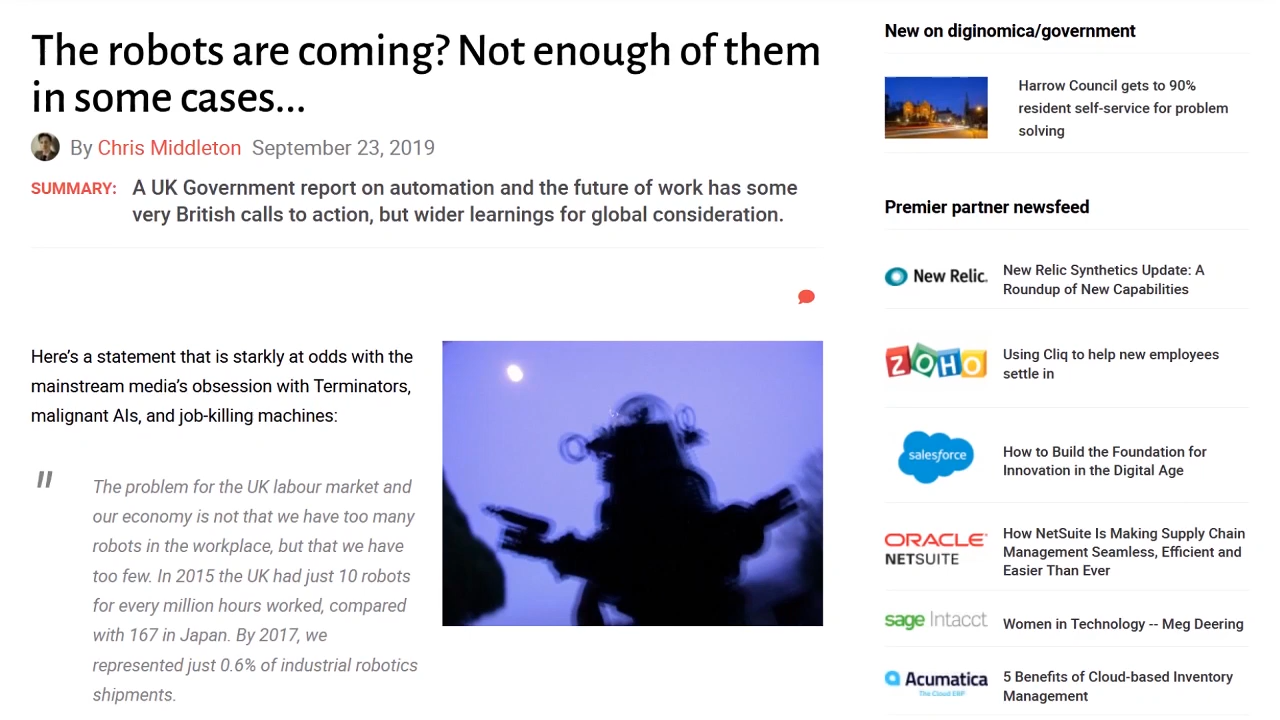 The robots are coming? Not enough of them
in some cases...
By Chris Middleton September 23, 2019
SUMMARY: A UK Government report on automation and the future of work has some
very British calls to action, but wider learnings for global consideration.
Here's a statement that is starkly at odds with the
mainstream media's obsession with Terminators,
malignant AIs, and job-killing machines:
"
The problem for the UK labour market and
our economy is not that we have too many
robots in the workplace, but that we have
too few. In 2015 the UK had just 10 robots
for every million hours worked, compared
with 167 in Japan. By 2017, we
represented just 0.6% of industrial robotics
shipments.
New on diginomica/government
Harrow Council gets to 90%
resident self-service for problem
solving
Premier partner newsfeed
New Relic.
New Relic Synthetics Update: A
Roundup of New Capabilities
ZOHO
Using Cliq to help new employees
settle in
salesforce
How to Build the Foundation for
Innovation in the Digital Age
ORACLE
NETSUITE
How NetSuite Is Making Supply Chain
Management Seamless, Efficient and
Easier Than Ever
sage Intacct
Women in Technology -- Meg Deering
Acumatica
The Cloud ERP
5 Benefits of Cloud-based Inventory
Management